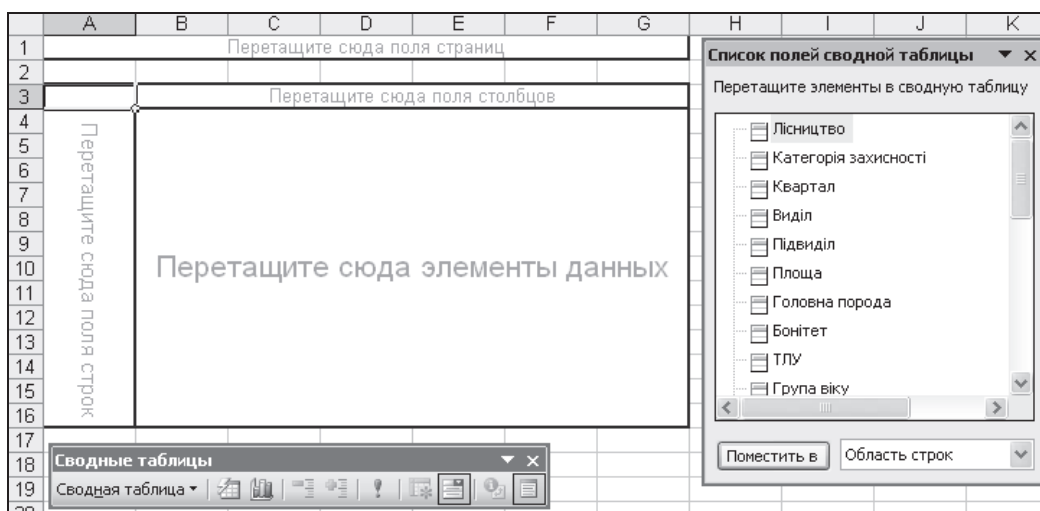 A B C D E F G H I J K
1 Перетащите сюда поля страниц
2
3 Перетащите сюда поля столбцов
4
5
6
7
8
9
10
11
12
13
14
15
16
17
18
19
Перетащите сюда поля строк
Перетащите сюда элементы данных
Список полей сводной таблицы
Перетащите элементы в сводную таблицу
Лісництво
Категорія захисності
Квартал
Виділ
Підвиділ
Площа
Головна порода
Бонітет
ТЛУ
Група віку
Поместить в Область строк
Сводные таблицы
Сводная таблица